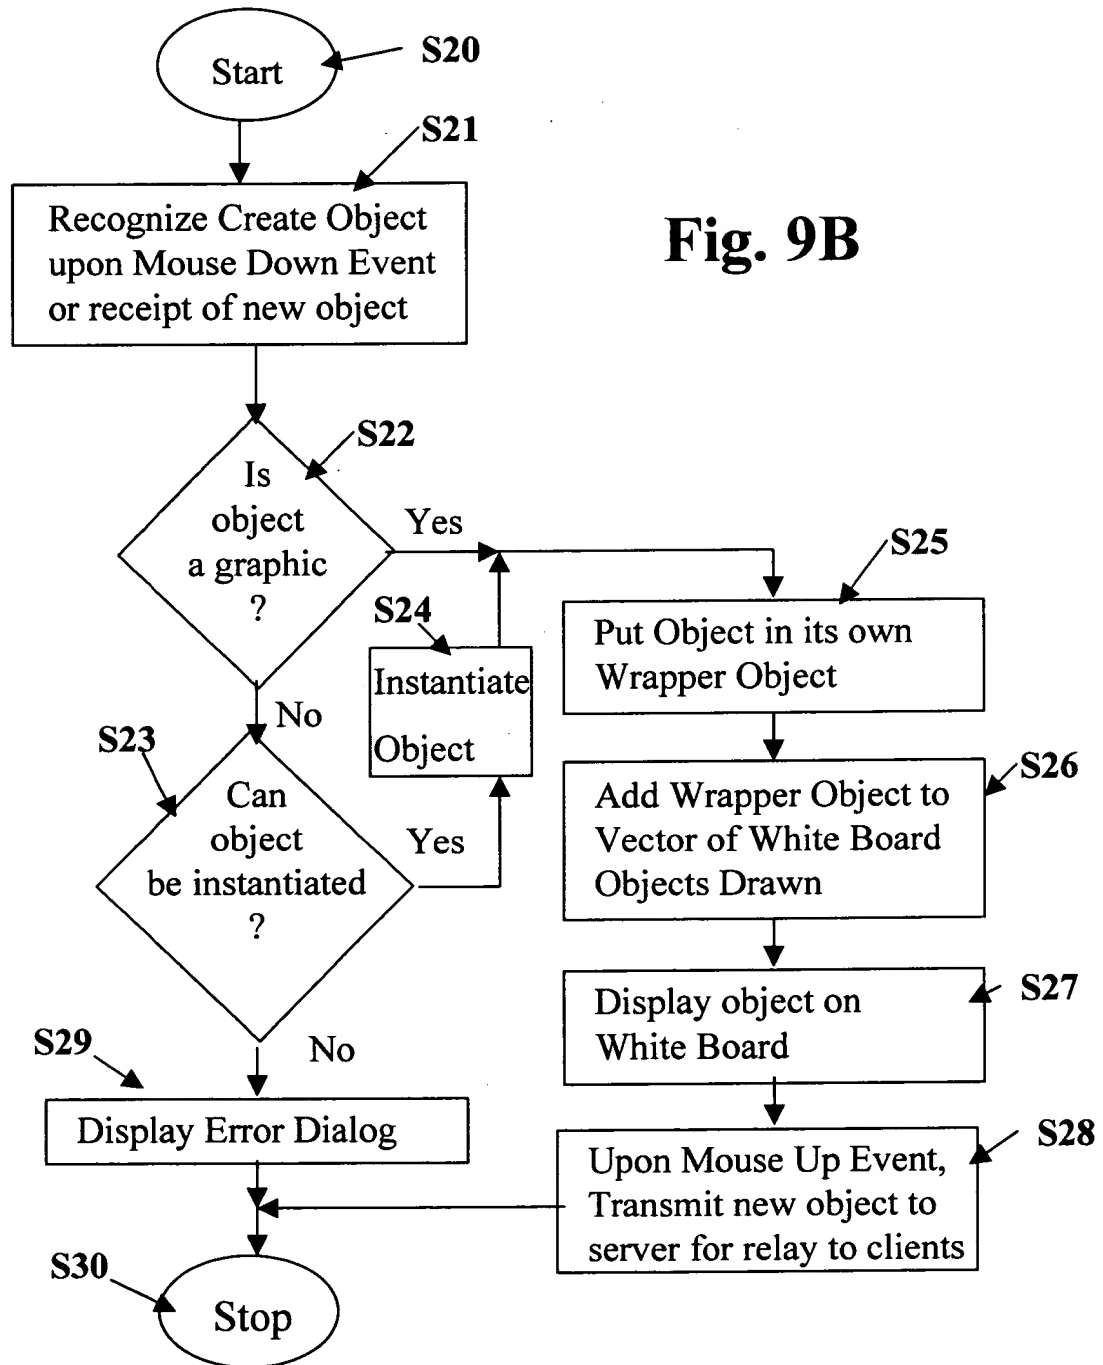 Start
S20
S21
Recognize Create Object
upon Mouse Down Event
or receipt of new object
Fig. 9B
S22
Is
object
a graphic
?
Yes
No
S23
Can
object
be instantiated
?
Yes
No
S24
Instantiate
Object
S25
Put Object in its own
Wrapper Object
S26
Add Wrapper Object to
Vector of White Board
Objects Drawn
S27
Display object on
White Board
S28
Upon Mouse Up Event,
Transmit new object to
server for relay to clients
S29
Display Error Dialog
S30
Stop